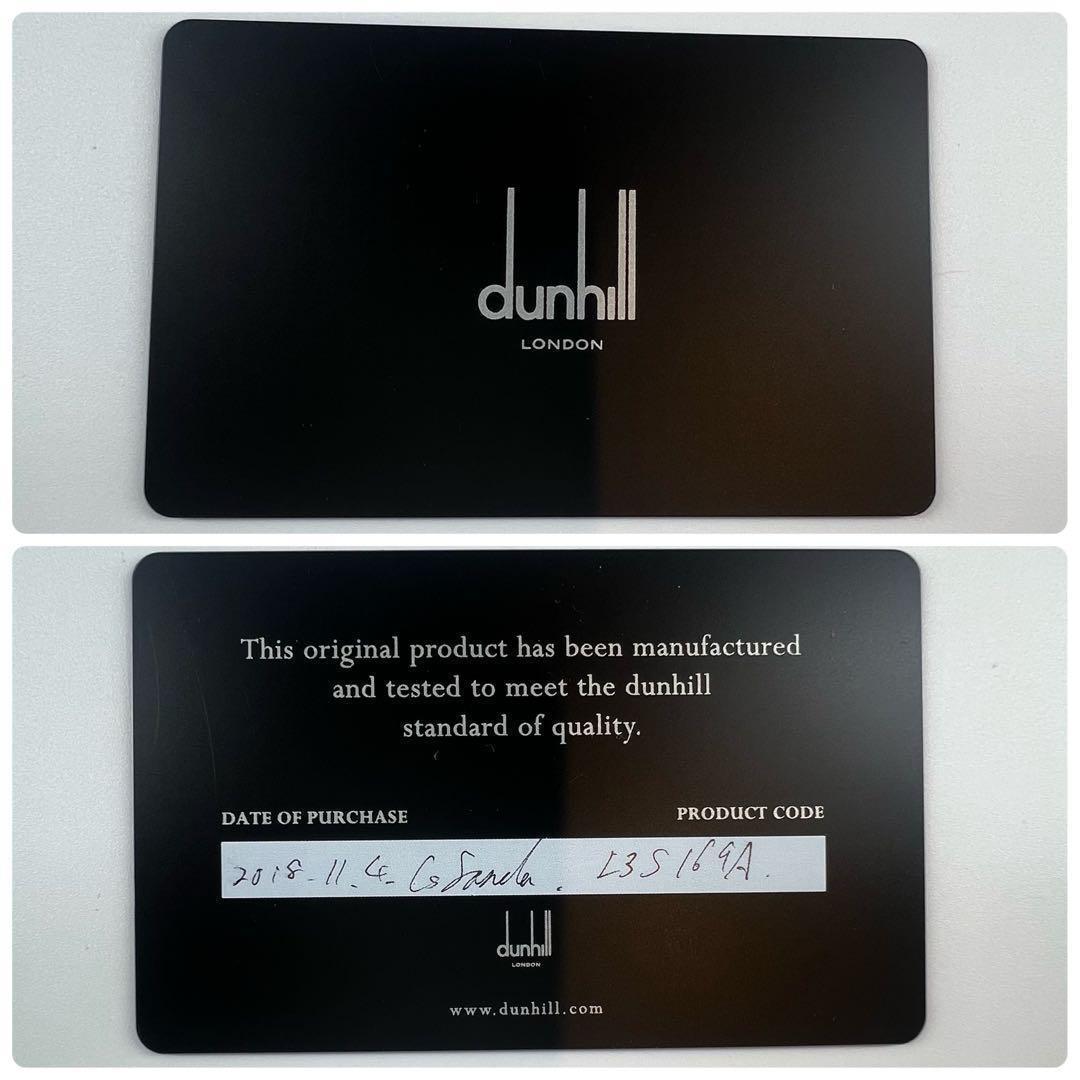 dunhill
LONDON
This original product has been manufactured
and tested to meet the dunhill
standard of quality.
DATE OF PURCHASE PRODUCT CODE
2018-11.4-
dunhill
LONDON
www.dunhill.com